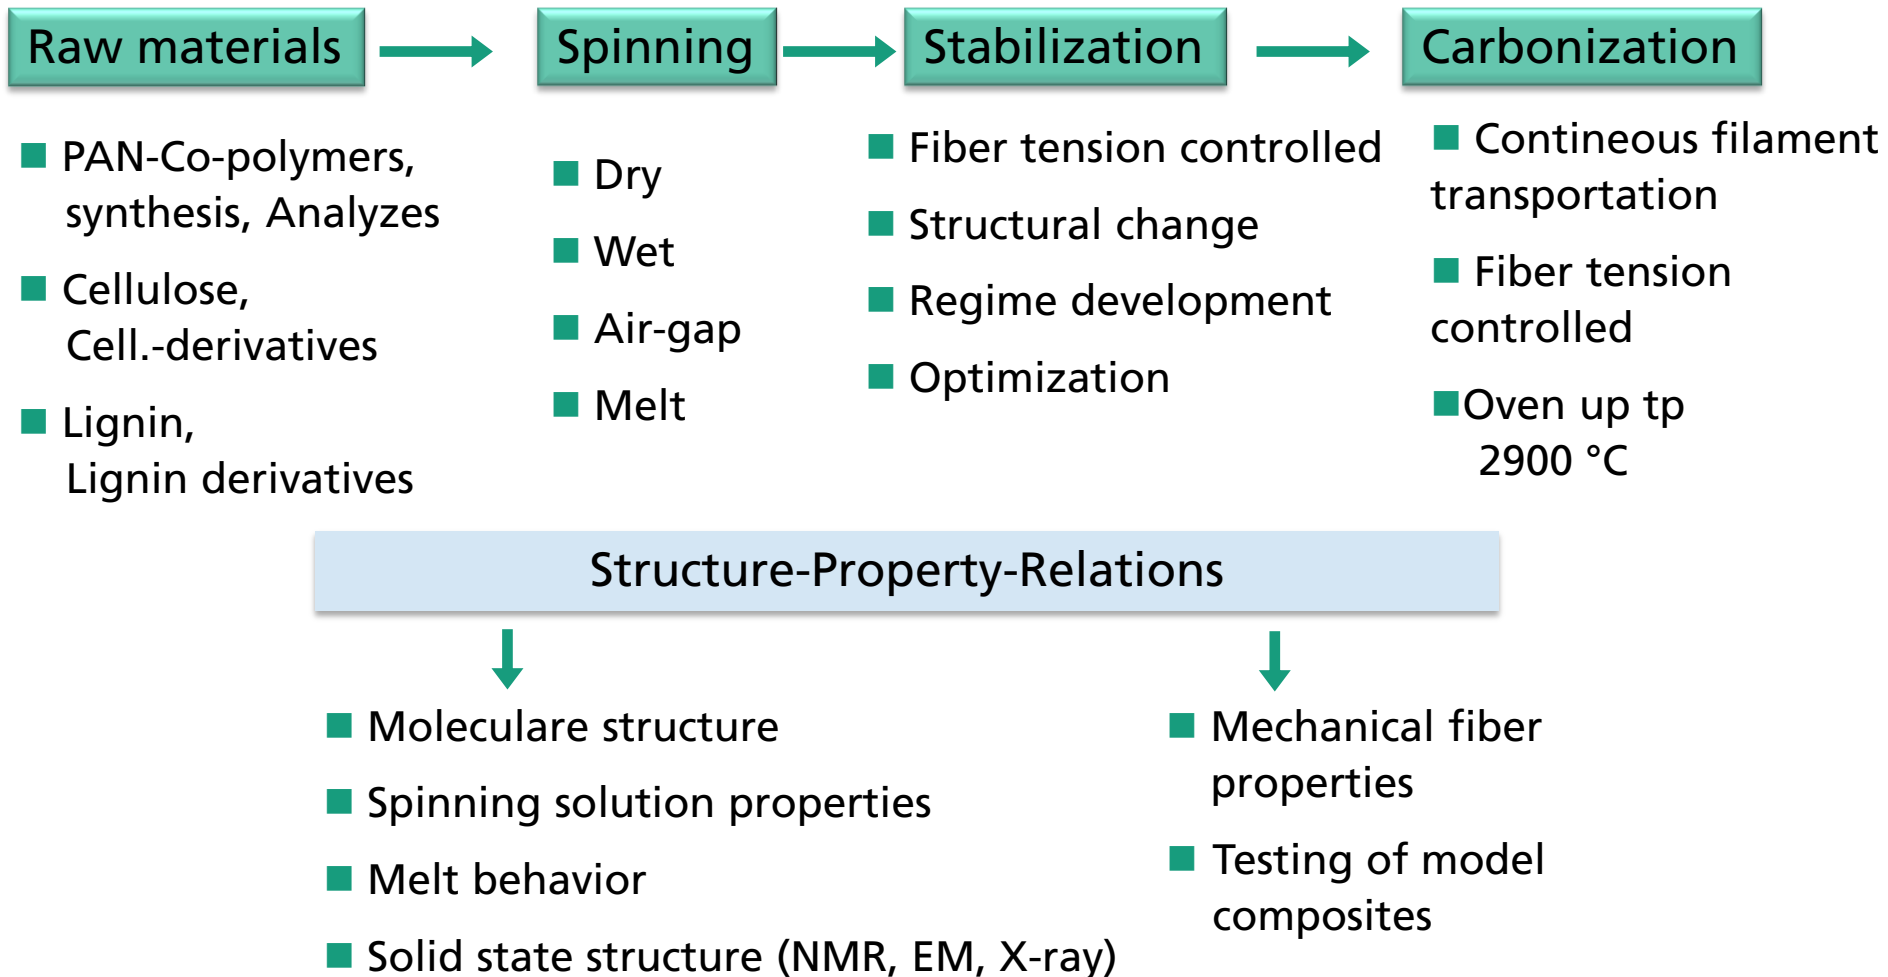 Raw materials
Spinning
Stabilization
Carbonization
PAN-Co-polymers,
synthesis, Analyzes
Cellulose,
Cell.-derivatives
Lignin,
Lignin derivatives
Dry
Wet
Air-gap
Melt
Fiber tension controlled
Structural change
Regime development
Optimization
Contineous filament
transportation
Fiber tension
controlled
Oven up tp
2900 °C
Structure-Property-Relations
Moleculare structure
Spinning solution properties
Melt behavior
Solid state structure (NMR, EM, X-ray)
Mechanical fiber
properties
Testing of model
composites